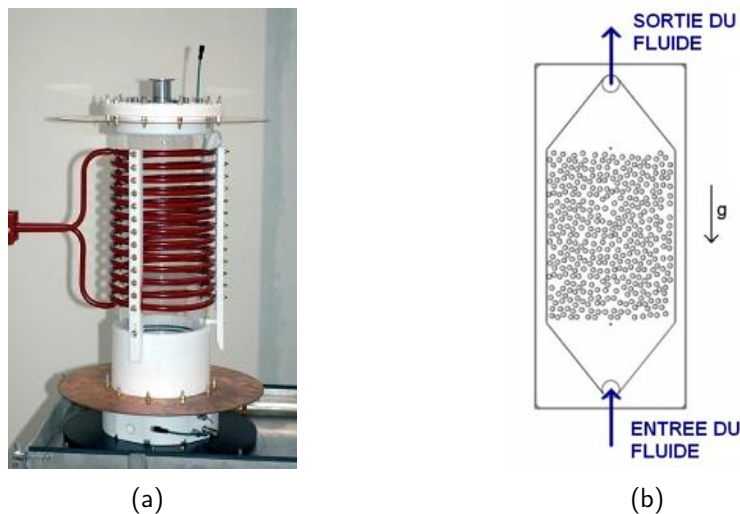 SORTIE DU
FLUIDE
g
ENTREE DU
FLUIDE
(a)
(b)